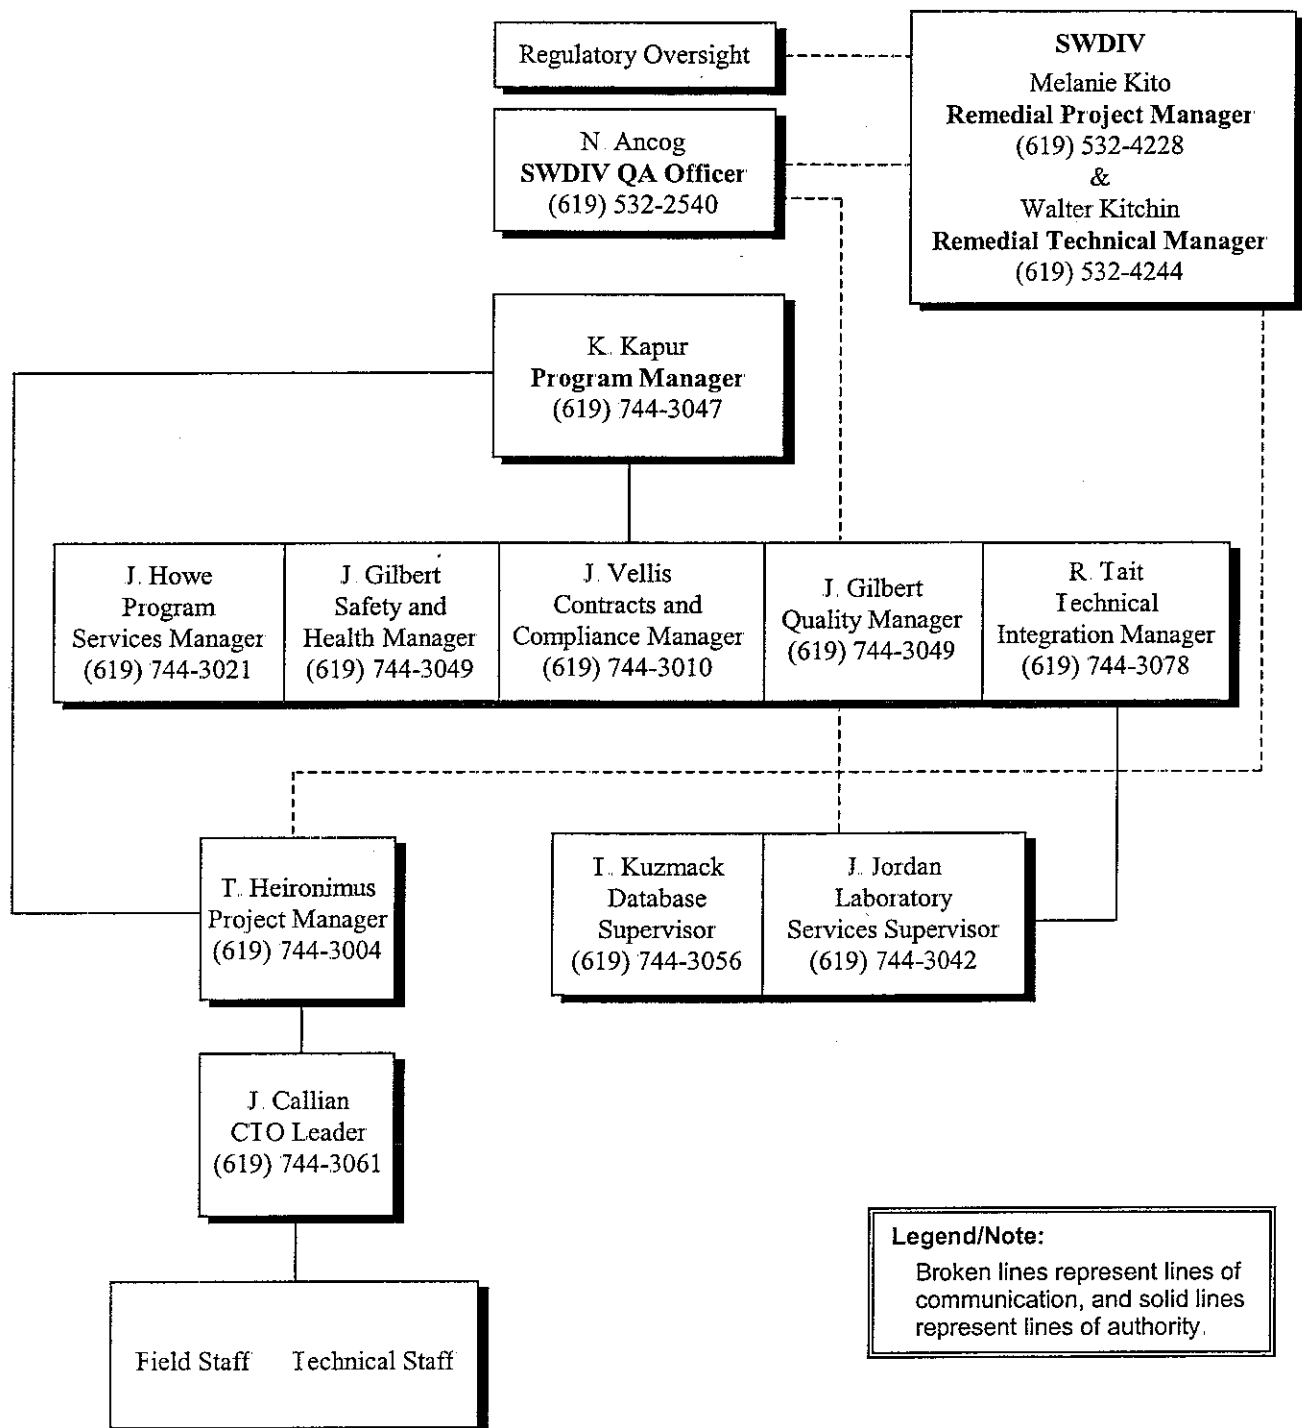 Regulatory Oversight
SWDIV
Melanie Kito
Remedial Project Manager
(619) 532-4228
&
Walter Kitchin
Remedial Technical Manager
(619) 532-4244
N. Ancog
SWDIV QA Officer
(619) 532-2540
K. Kapur
Program Manager
(619) 744-3047
J. Howe
Program
Services Manager
(619) 744-3021
J. Gilbert
Safety and
Health Manager
(619) 744-3049
J. Vellis
Contracts and
Compliance Manager
(619) 744-3010
J. Gilbert
Quality Manager
(619) 744-3049
R. Tait
Technical
Integration Manager
(619) 744-3078
T. Heironimus
Project Manager
(619) 744-3004
I. Kuzmack
Database
Supervisor
(619) 744-3056
J. Jordan
Laboratory
Services Supervisor
(619) 744-3042
J. Callian
CTO Leader
(619) 744-3061
Field Staff Technical Staff
Legend/Note:
Broken lines represent lines of
communication, and solid lines
represent lines of authority.